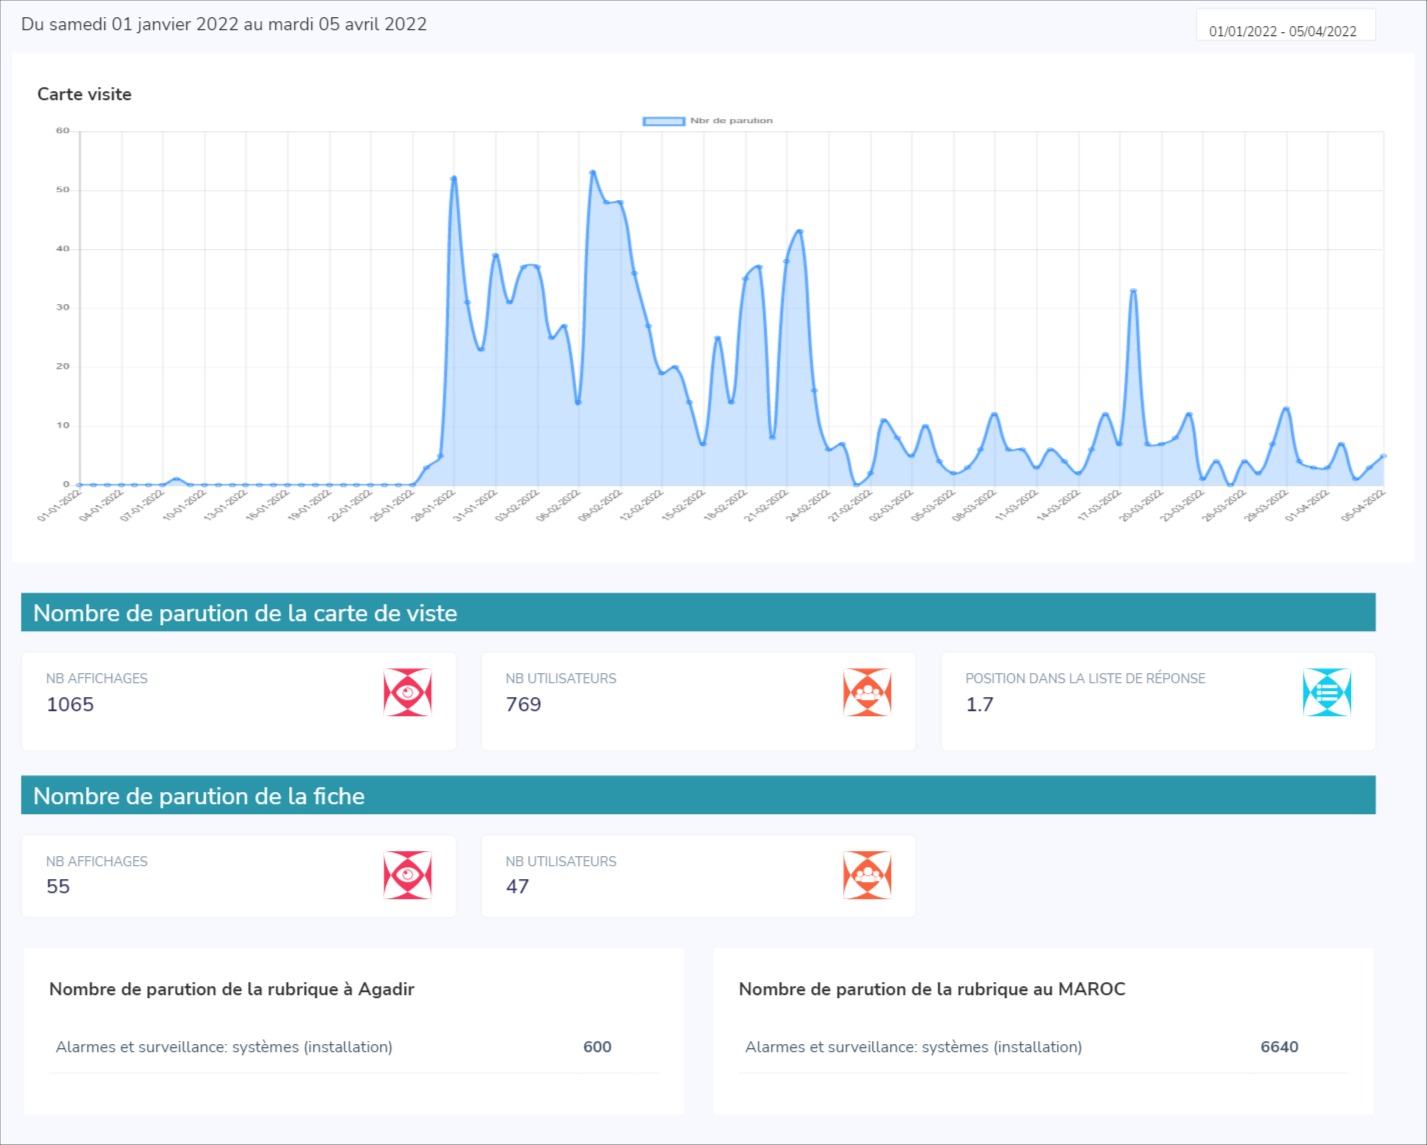 Du samedi 01 janvier 2022 au mardi 05 avril 2022
01/01/2022 - 05/04/2022
Carte visite
Nbr de parution
60
50
40
30
20
10
0
01-01-2022
04-01-2022
07-01-2022
10-01-2022
13-01-2022
16-01-2022
19-01-2022
22-01-2022
25-01-2022
28-01-2022
31-01-2022
03-02-2022
06-02-2022
09-02-2022
12-02-2022
15-02-2022
18-02-2022
21-02-2022
24-02-2022
27-02-2022
02-03-2022
05-03-2022
08-03-2022
11-03-2022
14-03-2022
17-03-2022
20-03-2022
23-03-2022
26-03-2022
29-03-2022
01-04-2022
05-04-2022
Nombre de parution de la carte de viste
NB AFFICHAGES
1065
NB UTILISATEURS
769
POSITION DANS LA LISTE DE RÉPONSE
1.7
Nombre de parution de la fiche
NB AFFICHAGES
55
NB UTILISATEURS
47
Nombre de parution de la rubrique à Agadir
Alarmes et surveillance: systèmes (installation) 600
Nombre de parution de la rubrique au MAROC
Alarmes et surveillance: systèmes (installation) 6640